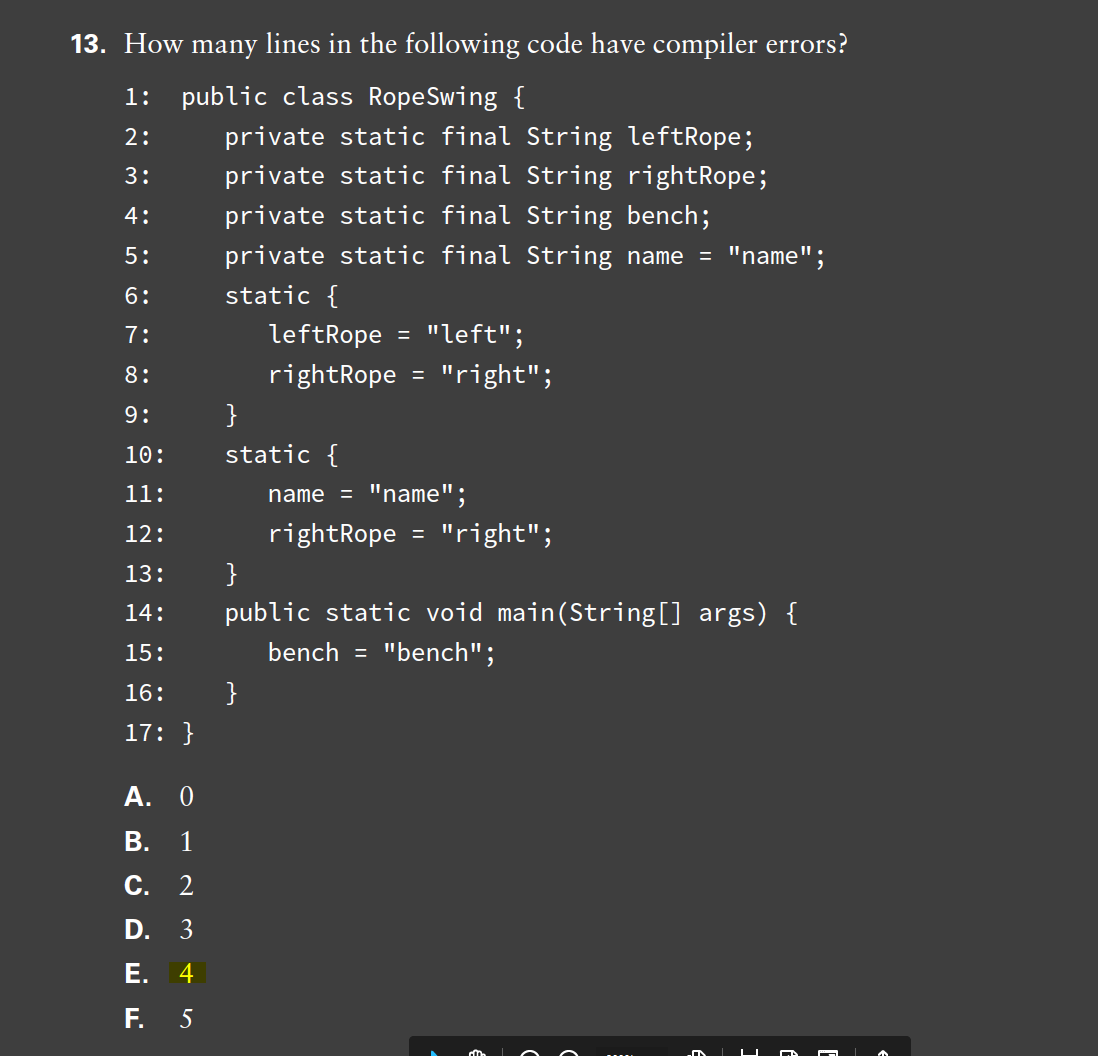 13. How many lines in the following code have compiler errors?
1: public class RopeSwing {
2: private static final String leftRope;
3: private static final String rightRope;
4: private static final String bench;
5: private static final String name = "name";
6: static {
7: leftRope = "left";
8: rightRope = "right";
9: }
10: static {
11: name = "name";
12: rightRope = "right";
13: }
14: public static void main(String[] args) {
15: bench = "bench";
16: }
17: }
A. 0
B. 1
C. 2
D. 3
E. 4
F. 5